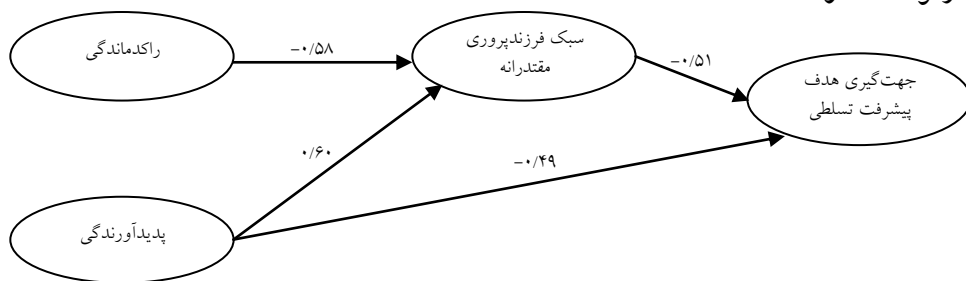 راکدماندگی
-۰/۵۸
سبک فرزندپروری
مقتدرانه
-۰/۵۱
جهت‌گیری هدف
پیشرفت تسلطی
۰/۶۰
-۰/۴۹
پدیدآورندگی